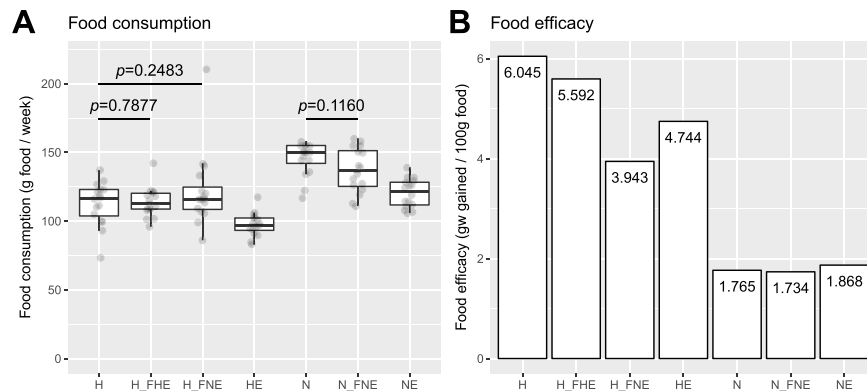 A Food consumption
Food consumption (g food / week)
200
150
100
50
0
p=0.2483
p=0.7877
p=0.1160
H H_FHE H_FNE HE N N_FNE NE
B Food efficacy
Food efficacy (gw gained / 100g food)
6
4
2
0
6.045
5.592
3.943
4.744
1.765
1.734
1.868
H H_FHE H_FNE HE N N_FNE NE